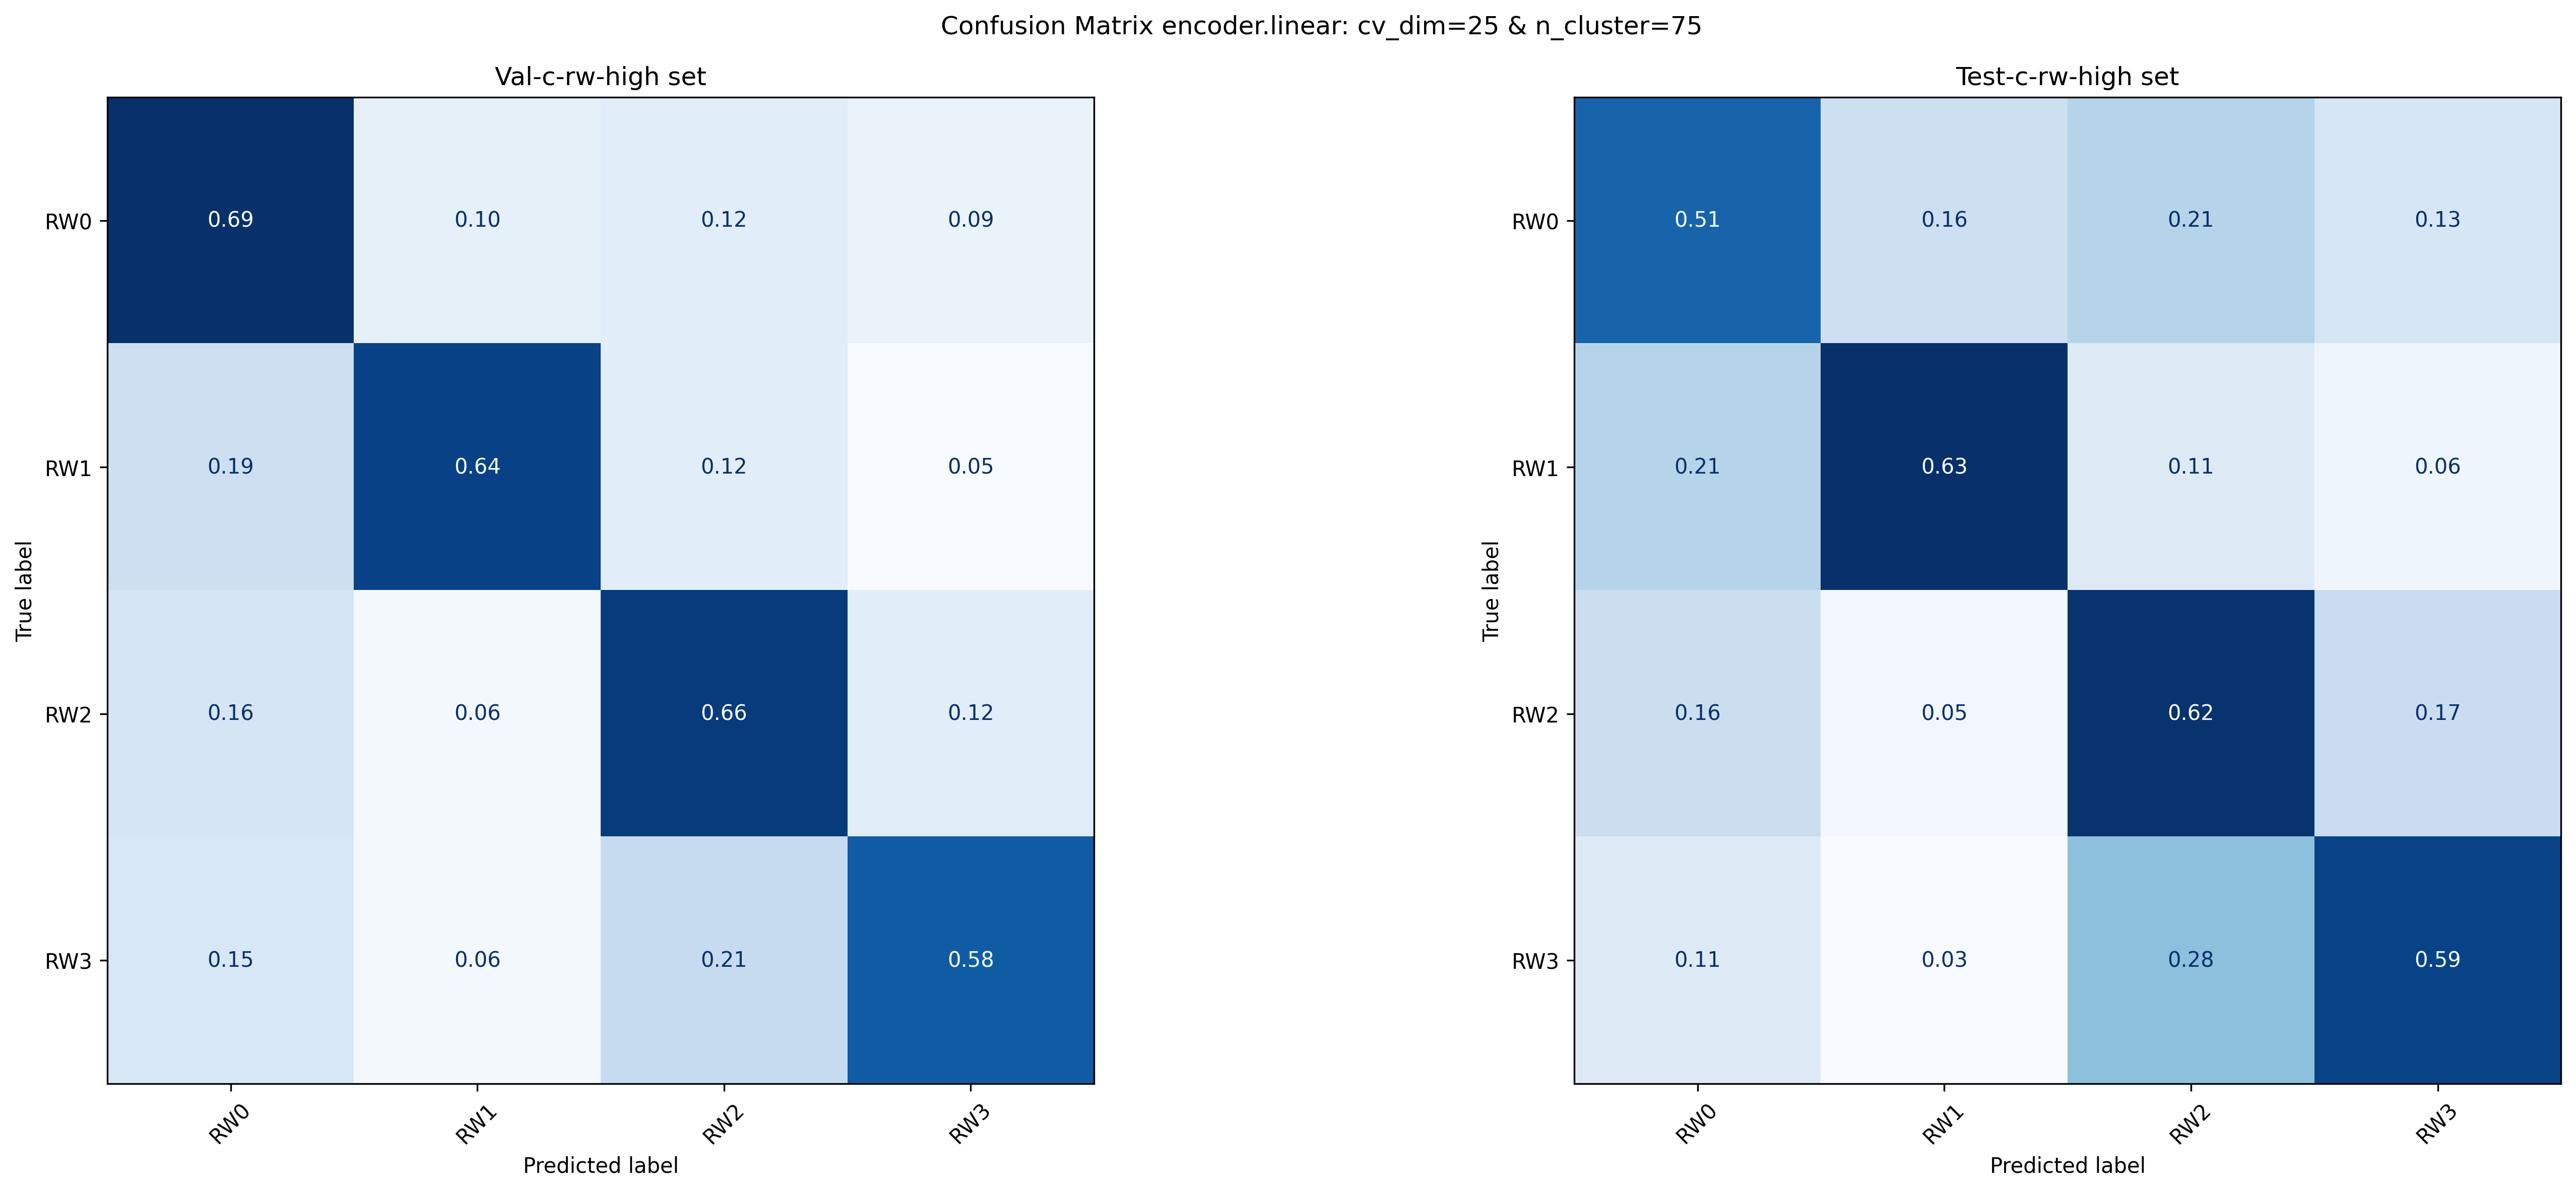 Confusion Matrix encoder.linear: cv_dim=25 & n_cluster=75
Val-c-rw-high set
True label
RW0 0.69 0.10 0.12 0.09
RW1 0.19 0.64 0.12 0.05
RW2 0.16 0.06 0.66 0.12
RW3 0.15 0.06 0.21 0.58
RW0 RW1 RW2 RW3
Predicted label
Test-c-rw-high set
True label
RW0 0.51 0.16 0.21 0.13
RW1 0.21 0.63 0.11 0.06
RW2 0.16 0.05 0.62 0.17
RW3 0.11 0.03 0.28 0.59
RW0 RW1 RW2 RW3
Predicted label